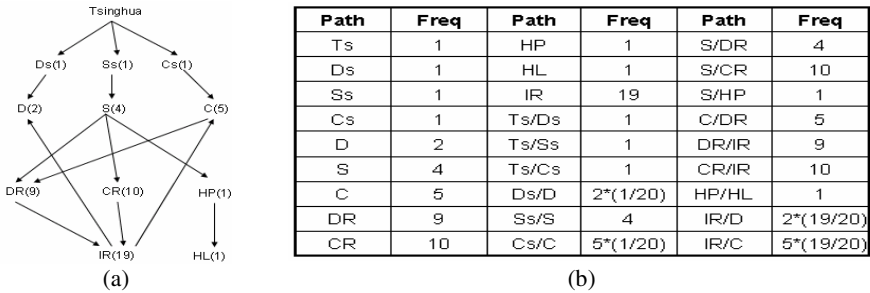 Tsinghua
Ds(1) Ss(1) Cs(1)
D(2) S(4) C(5)
DR(9) CR(10) HP(1)
IR(19) HL(1)
(a)
Path Freq Path Freq Path Freq
Ts 1 HP 1 S/DR 4
Ds 1 HL 1 S/CR 10
Ss 1 IR 19 S/HP 1
Cs 1 Ts/Ds 1 C/DR 5
D 2 Ts/Ss 1 DR/IR 9
S 4 Ts/Cs 1 CR/IR 10
C 5 Ds/D 2*(1/20) HP/HL 1
DR 9 Ss/S 4 IR/D 2*(19/20)
CR 10 Cs/C 5*(1/20) IR/C 5*(19/20)
(b)